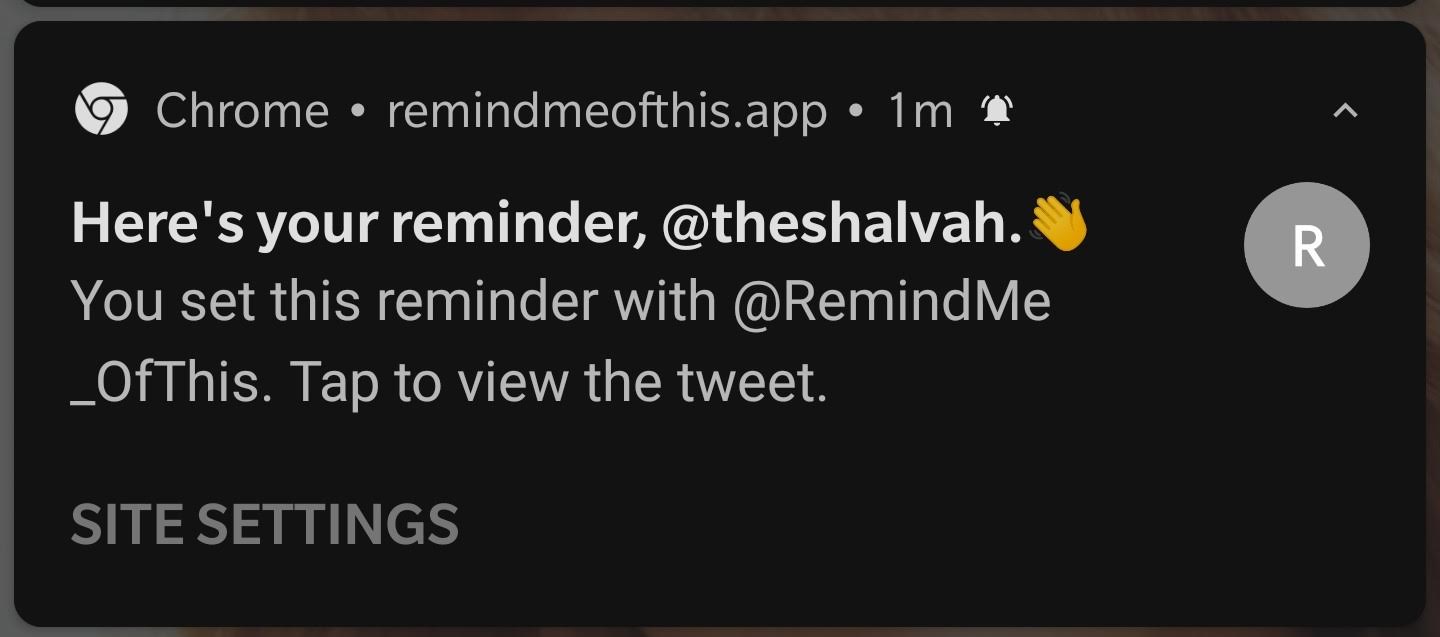 Chrome • remindmeofthis.app • 1m
Here's your reminder, @theshalvah.👋
R
You set this reminder with @RemindMe
_OfThis. Tap to view the tweet.
SITE SETTINGS